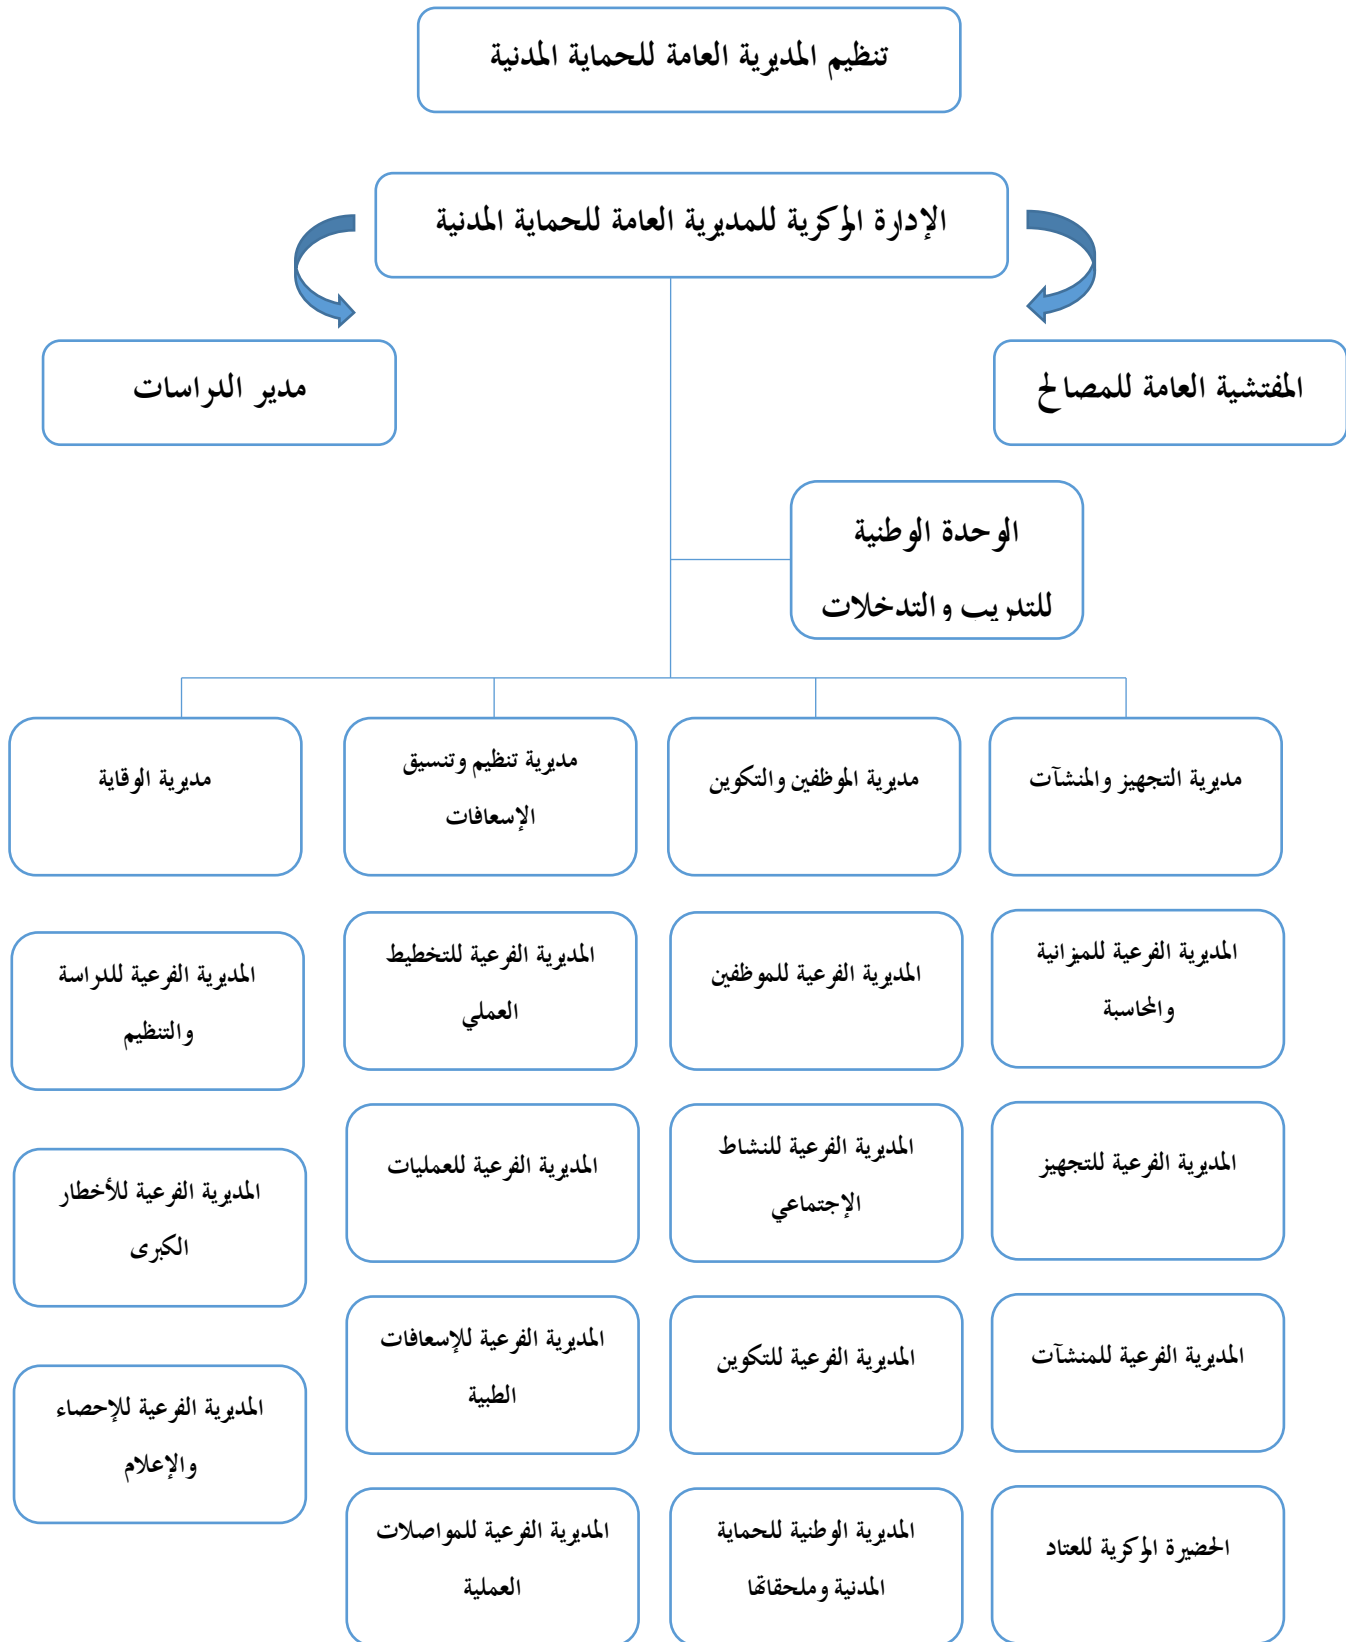 تنظيم المديرية العامة للحماية المدنية
الإدارة المركزية للمديرية العامة للحماية المدنية
المفتشية العامة للمصالح
مدير الدراسات
الوحدة الوطنية
للتدريب والتدخلات
مديرية التجهيز والمنشآت
مديرية الموظفين والتكوين
مديرية تنظيم وتنسيق
الإسعافات
مديرية الوقاية
المديرية الفرعية للميزانية
والمحاسبة
المديرية الفرعية للموظفين
المديرية الفرعية للتخطيط
العملي
المديرية الفرعية للدراسة
والتنظيم
المديرية الفرعية للتجهيز
المديرية الفرعية للنشاط
الإجتماعي
المديرية الفرعية للعمليات
المديرية الفرعية للأخطار
الكبرى
المديرية الفرعية للمنشآت
المديرية الفرعية للتكوين
المديرية الفرعية للإسعافات
الطبية
المديرية الفرعية للإحصاء
والإعلام
الحضيرة المركزية للعتاد
المديرية الوطنية للحماية
المدنية وملحقاتها
المديرية الفرعية للمواصلات
العملية